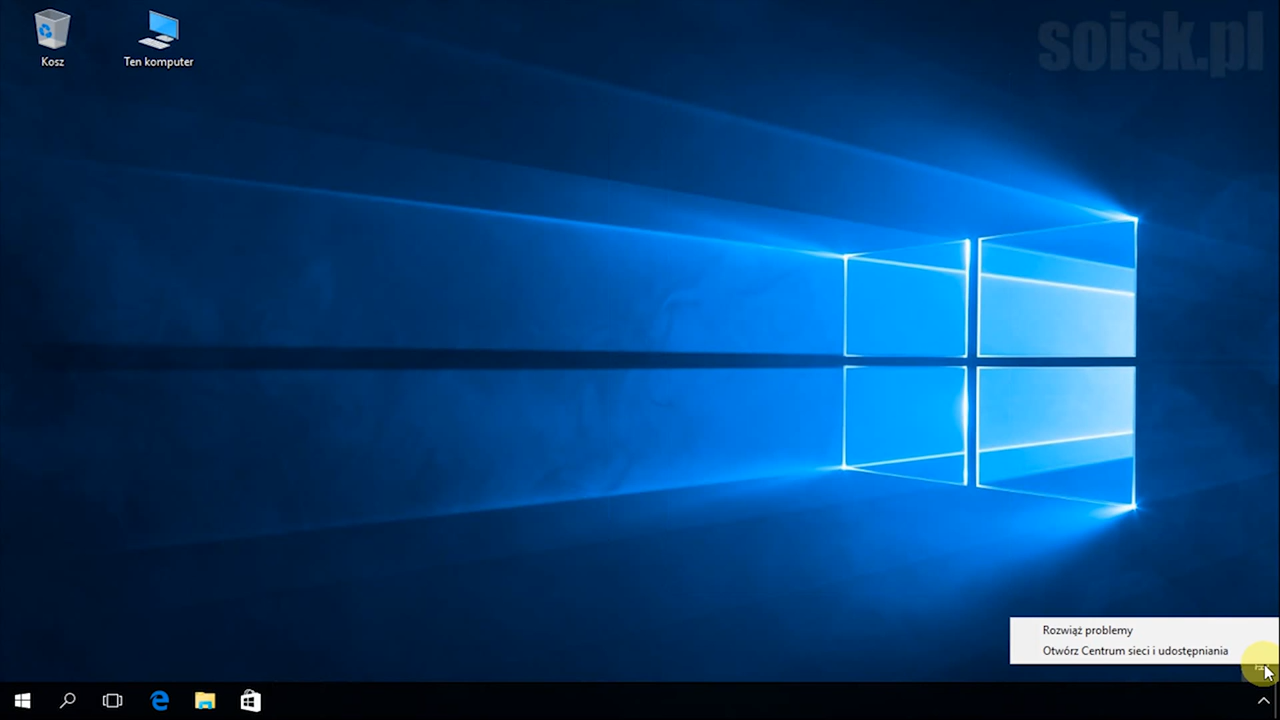 soisk.pl
Kosz
Ten komputer
Rozwiąż problemy
Otwórz Centrum sieci i udostępniania